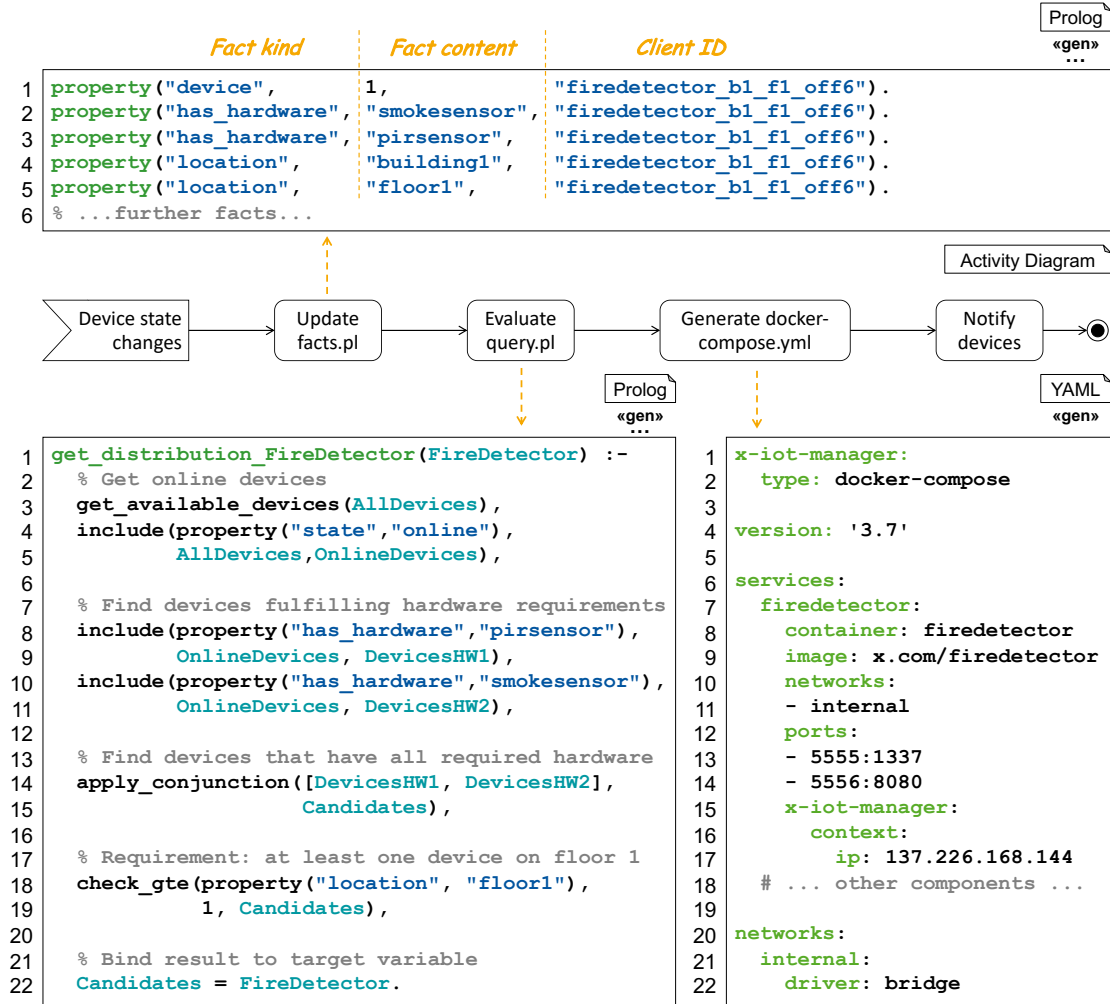 Prolog
«gen»
...
Fact kind Fact content Client ID
1 property("device", 1, "firedetector_b1_f1_off6").
2 property("has_hardware", "smokesensor", "firedetector_b1_f1_off6").
3 property("has_hardware", "pirsensor", "firedetector_b1_f1_off6").
4 property("location", "building1", "firedetector_b1_f1_off6").
5 property("location", "floor1", "firedetector_b1_f1_off6").
6 % ...further facts...
Activity Diagram
Device state
changes
Update
facts.pl
Evaluate
query.pl
Generate docker-
compose.yml
Notify
devices
Prolog
«gen»
...
1 get_distribution_FireDetector(FireDetector) :-
2 % Get online devices
3 get_available_devices(AllDevices),
4 include(property("state","online"),
5 AllDevices,OnlineDevices),
6
7 % Find devices fulfilling hardware requirements
8 include(property("has_hardware","pirsensor"),
9 OnlineDevices, DevicesHW1),
10 include(property("has_hardware","smokesensor"),
11 OnlineDevices, DevicesHW2),
12
13 % Find devices that have all required hardware
14 apply_conjunction([DevicesHW1, DevicesHW2],
15 Candidates),
16
17 % Requirement: at least one device on floor 1
18 check_gte(property("location", "floor1"),
19 1, Candidates),
20
21 % Bind result to target variable
22 Candidates = FireDetector.
YAML
«gen»
1 x-iot-manager:
2 type: docker-compose
3
4 version: '3.7'
5
6 services:
7 firedetector:
8 container: firedetector
9 image: x.com/firedetector
10 networks:
11 - internal
12 ports:
13 - 5555:1337
14 - 5556:8080
15 x-iot-manager:
16 context:
17 ip: 137.226.168.144
18 # ... other components ...
19
20 networks:
21 internal:
22 driver: bridge